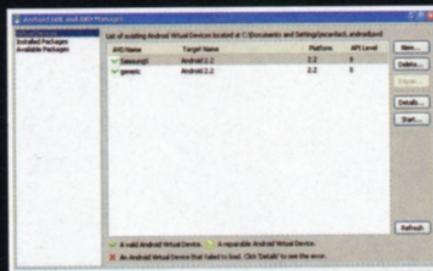 Android SDK and AVD Manager
Virtual Devices
Installed Packages
Available Packages
List of existing Android Virtual Devices located at C:\Documents and
AVD Name Target Name Platform API Level
Android 2.2 2.2 8
generic Android 2.2 2.2 8
New...
Delete...
Repair...
Details...
Start...
Refresh
A valid Android Virtual Device. A repairable Android Virtual Device.
An Android Virtual Device that failed to load. Click 'Details' to see the error.